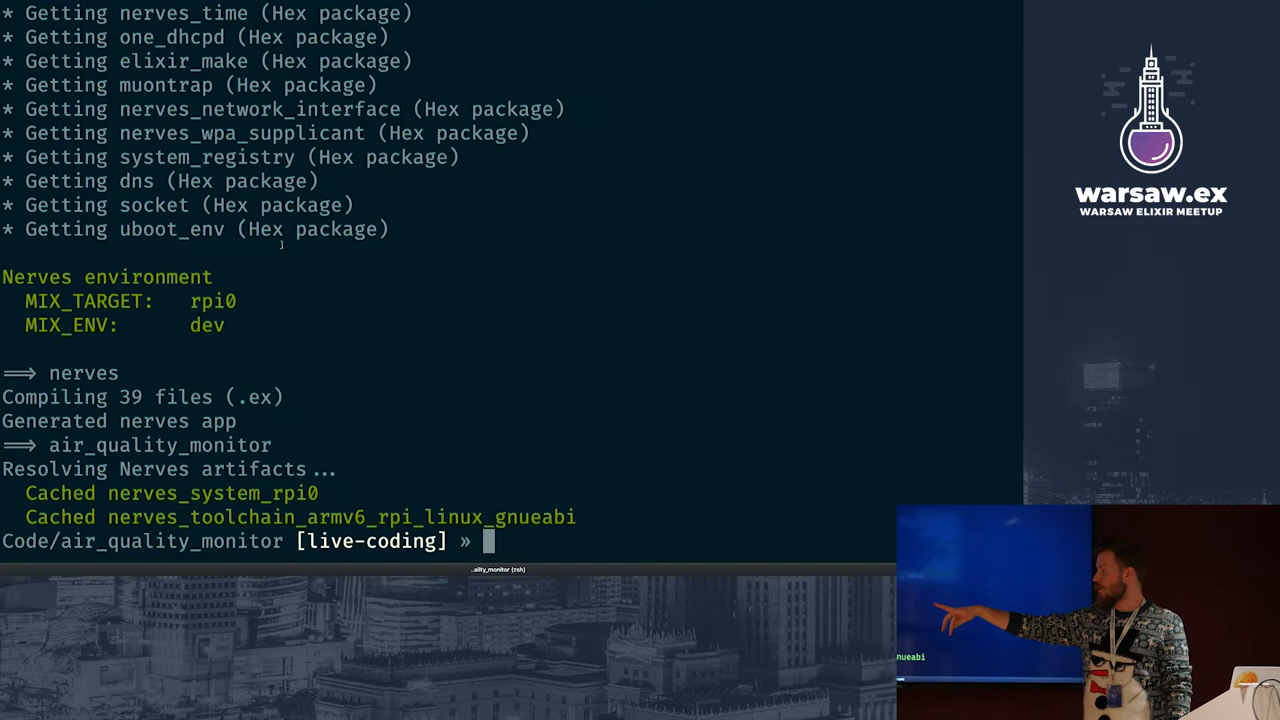 * Getting nerves_time (Hex package)
* Getting one_dhcpd (Hex package)
* Getting elixir_make (Hex package)
* Getting muontrap (Hex package)
* Getting nerves_network_interface (Hex package)
* Getting nerves_wpa_supplicant (Hex package)
* Getting system_registry (Hex package)
* Getting dns (Hex package)
* Getting socket (Hex package)
* Getting uboot_env (Hex package)
Nerves environment
MIX_TARGET: rpi0
MIX_ENV: dev
==> nerves
Compiling 39 files (.ex)
Generated nerves app
==> air_quality_monitor
Resolving Nerves artifacts...
Cached nerves_system_rpi0
Cached nerves_toolchain_armv6_rpi_linux_gnueabi
Code/air_quality_monitor [live-coding] »
..ality_monitor (zsh)
warsaw.ex
WARSAW ELIXIR MEETUP
gnueabi